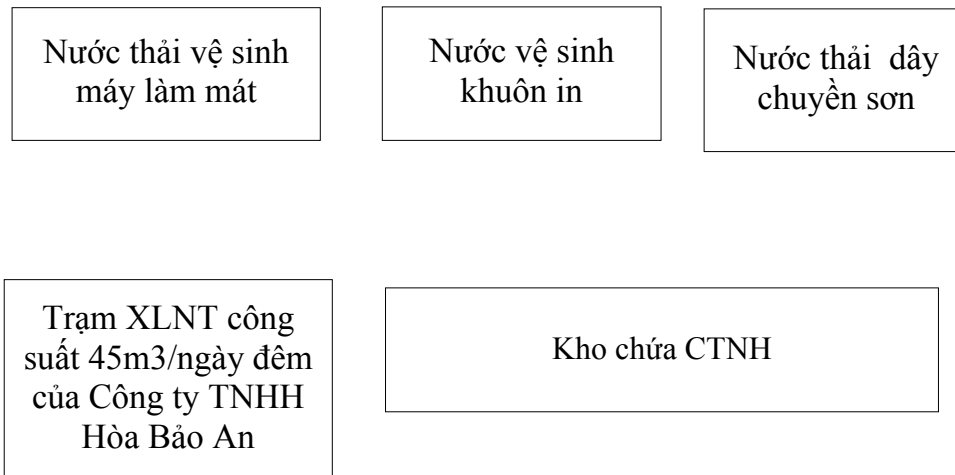 Nước thải vệ sinh
máy làm mát
Nước vệ sinh
khuôn in
Nước thải dây
chuyền sơn
Trạm XLNT công
suất 45m3/ngày đêm
của Công ty TNHH
Hòa Bảo An
Kho chứa CTNH